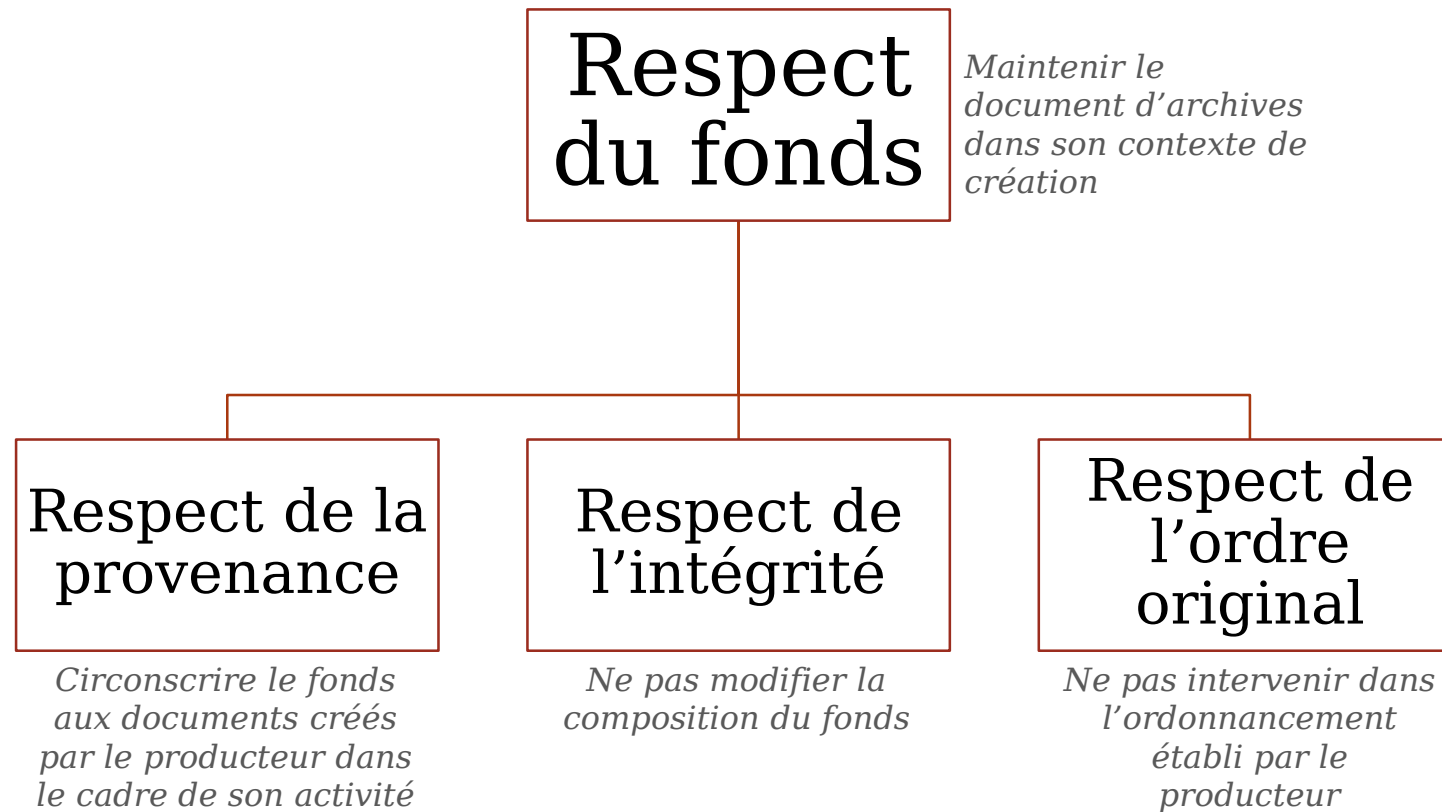 Respect
du fonds
Maintenir le
document d’archives
dans son contexte de
création
Respect de la
provenance
Circonscrire le fonds
aux documents créés
par le producteur dans
le cadre de son activité
Respect de
l’intégrité
Ne pas modifier la
composition du fonds
Respect de
l’ordre
original
Ne pas intervenir dans
l’ordonnancement
établi par le
producteur